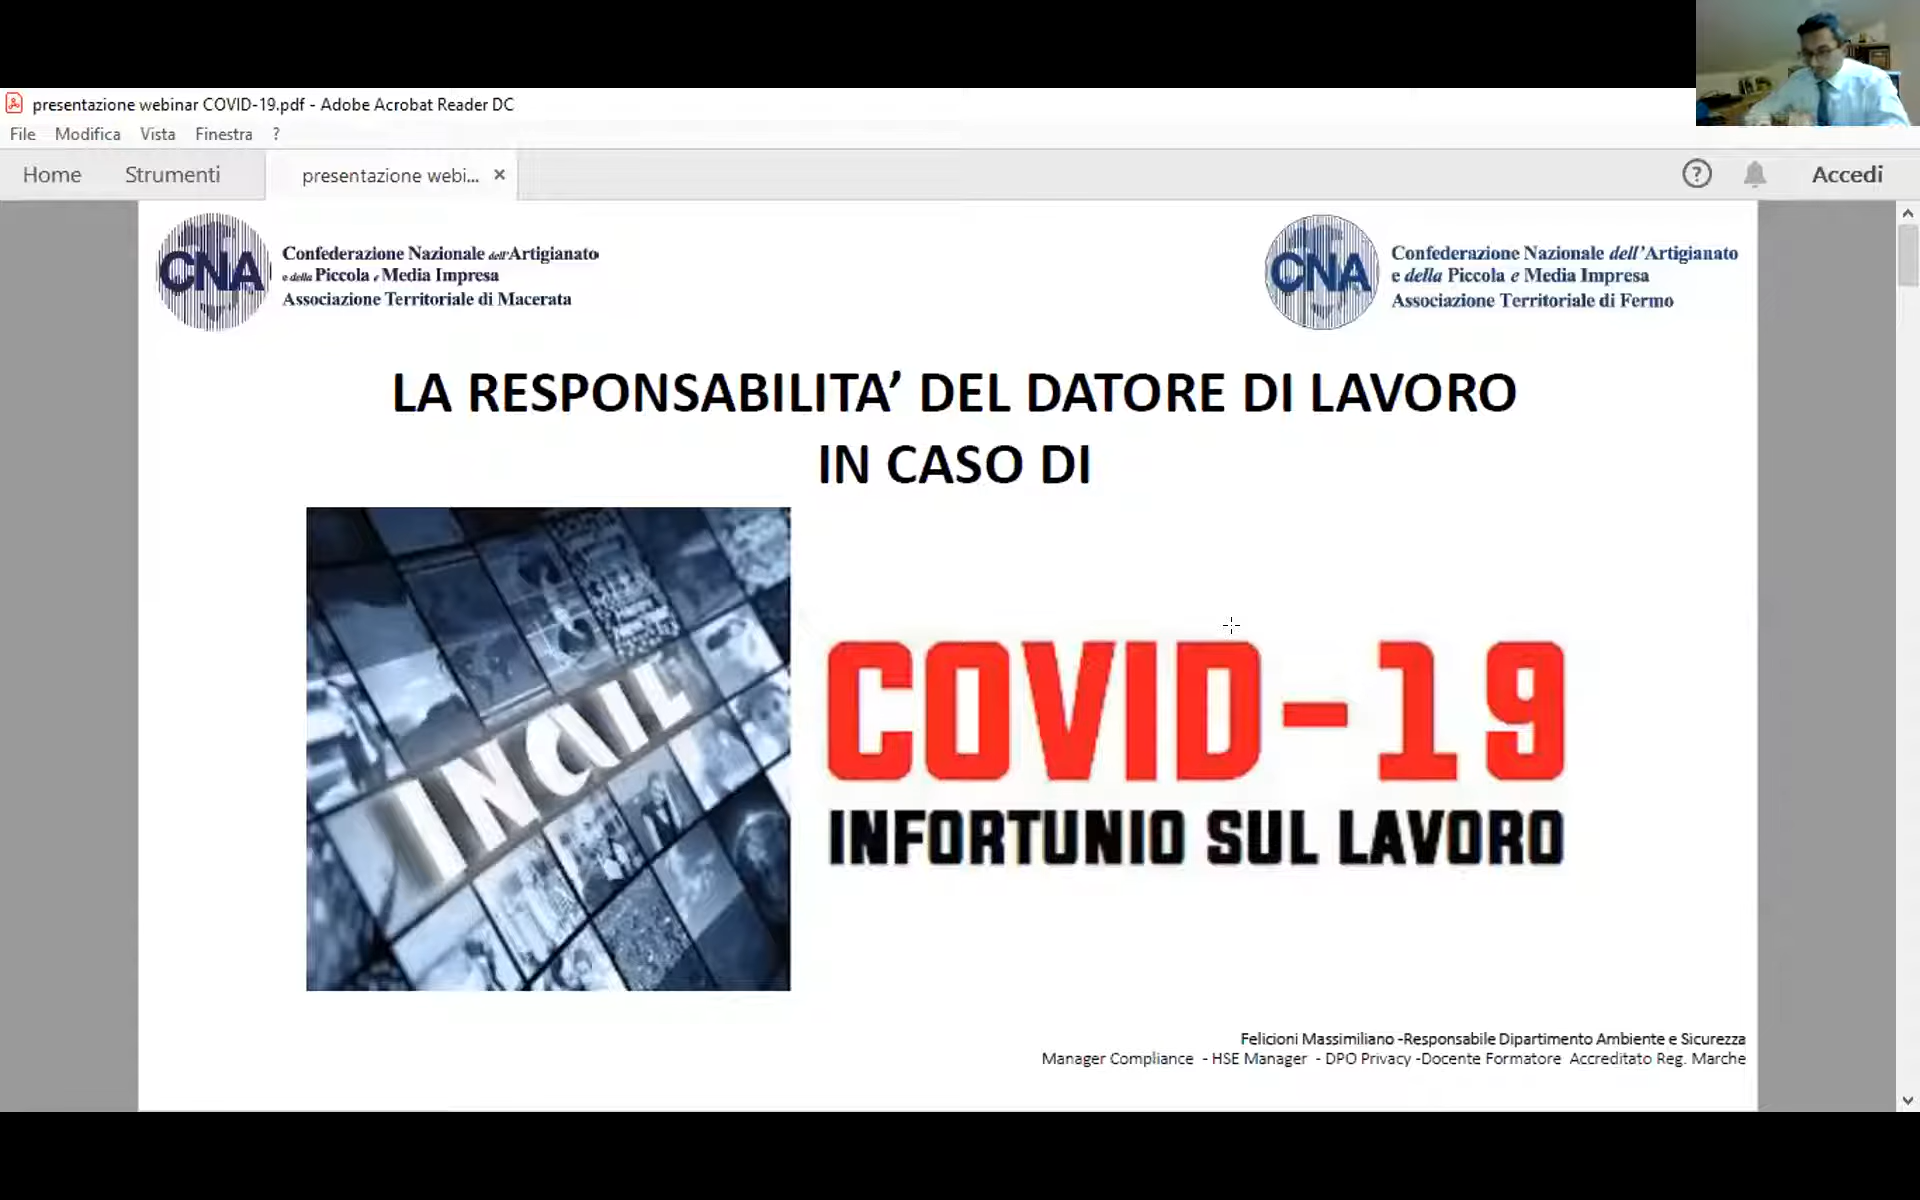 presentazione webinar COVID-19.pdf - Adobe Acrobat Reader DC
File Modifica Vista Finestra ?
Home Strumenti presentazione webi... × ? Accedi
CNA
Confederazione Nazionale dell'Artigianato
e della Piccola e Media Impresa
Associazione Territoriale di Macerata
CNA
Confederazione Nazionale dell'Artigianato
e della Piccola e Media Impresa
Associazione Territoriale di Fermo
LA RESPONSABILITA’ DEL DATORE DI LAVORO
IN CASO DI
INAIL
COVID-19
INFORTUNIO SUL LAVORO
Felicioni Massimiliano -Responsabile Dipartimento Ambiente e Sicurezza
Manager Compliance - HSE Manager - DPO Privacy -Docente Formatore Accreditato Reg. Marche